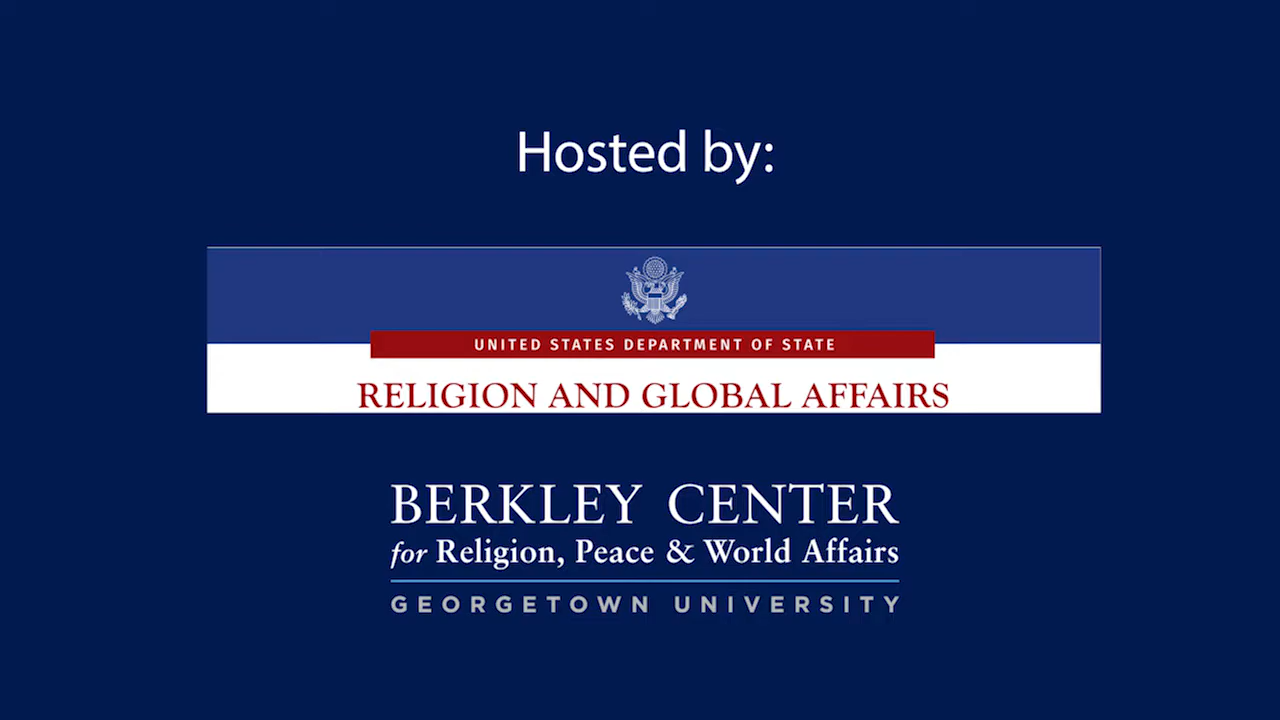 Hosted by:
UNITED STATES DEPARTMENT OF STATE
RELIGION AND GLOBAL AFFAIRS
BERKLEY CENTER
for Religion, Peace & World Affairs
GEORGETOWN UNIVERSITY